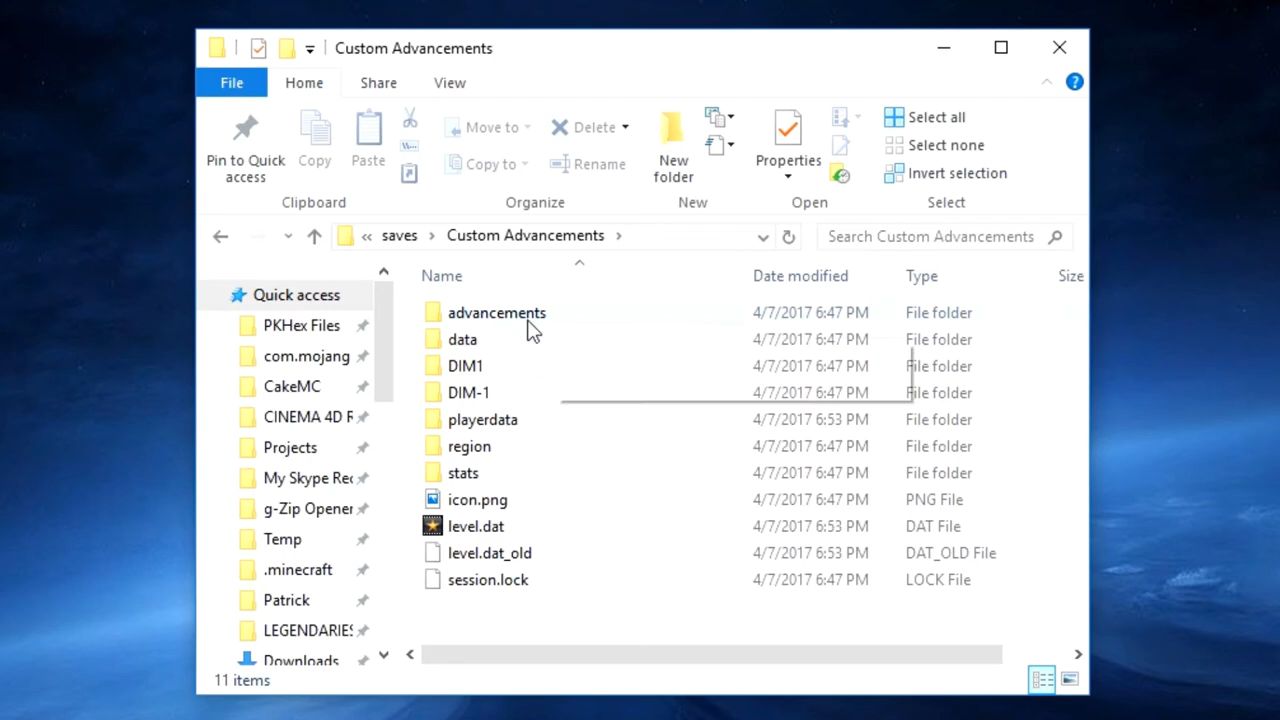 Custom Advancements
File Home Share View
Pin to Quick access
Copy
Paste
Clipboard
Move to
Copy to
Delete
Rename
Organize
New folder
New
Properties
Open
Select all
Select none
Invert selection
Select
« saves › Custom Advancements ›
Search Custom Advancements
Quick access
PKHex Files
com.mojang
CakeMC
CINEMA 4D R
Projects
My Skype Rec
g-Zip Opener
Temp
.minecraft
Patrick
LEGENDARIES
Downloads
Name Date modified Type Size
advancements 4/7/2017 6:47 PM File folder
data 4/7/2017 6:47 PM File folder
DIM1 4/7/2017 6:47 PM File folder
DIM-1 4/7/2017 6:47 PM File folder
playerdata 4/7/2017 6:53 PM File folder
region 4/7/2017 6:47 PM File folder
stats 4/7/2017 6:47 PM File folder
icon.png 4/7/2017 6:47 PM PNG File
level.dat 4/7/2017 6:53 PM DAT File
level.dat_old 4/7/2017 6:53 PM DAT_OLD File
session.lock 4/7/2017 6:47 PM LOCK File
11 items